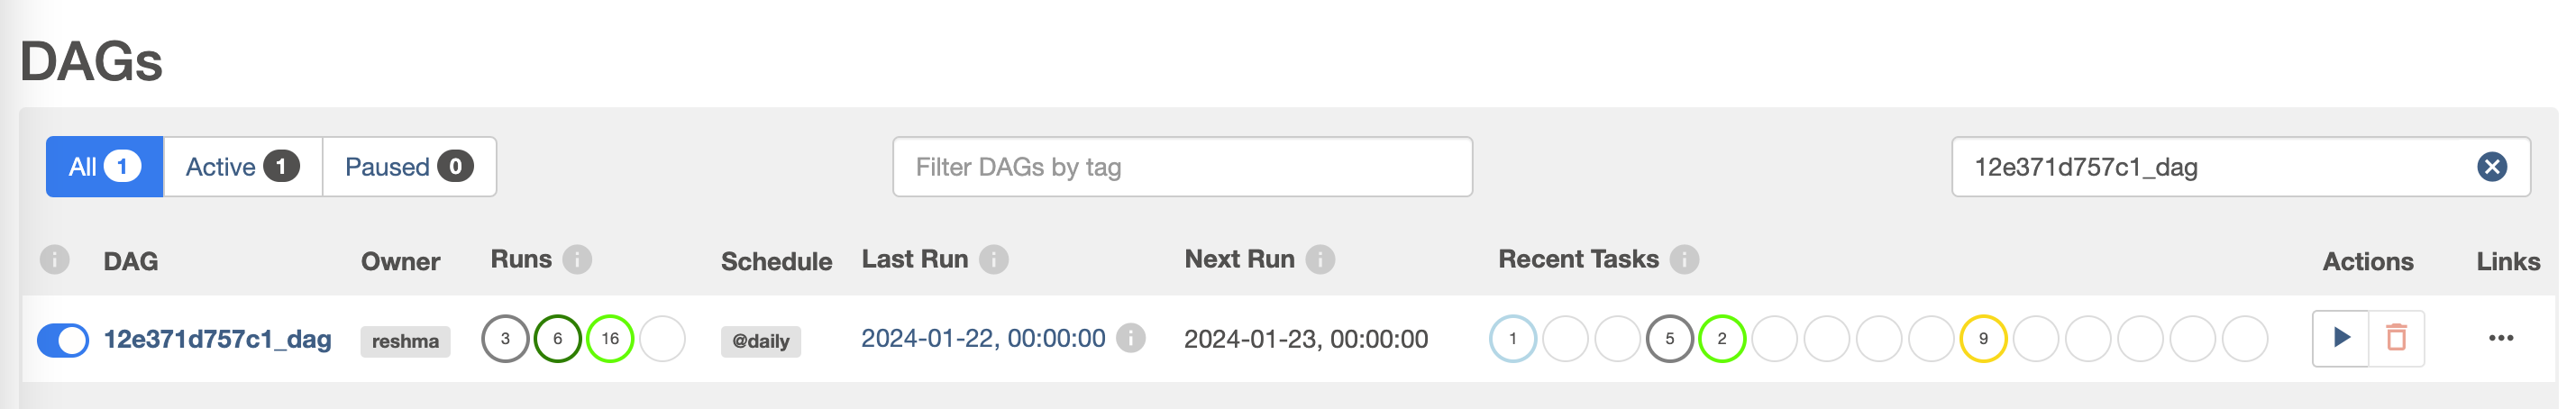 DAGs
All 1 Active 1 Paused 0 Filter DAGs by tag 12e371d757c1_dag
i DAG Owner Runs i Schedule Last Run i Next Run i Recent Tasks i Actions Links
12e371d757c1_dag reshma 3 6 16 @daily 2024-01-22, 00:00:00 i 2024-01-23, 00:00:00 1 5 2 9